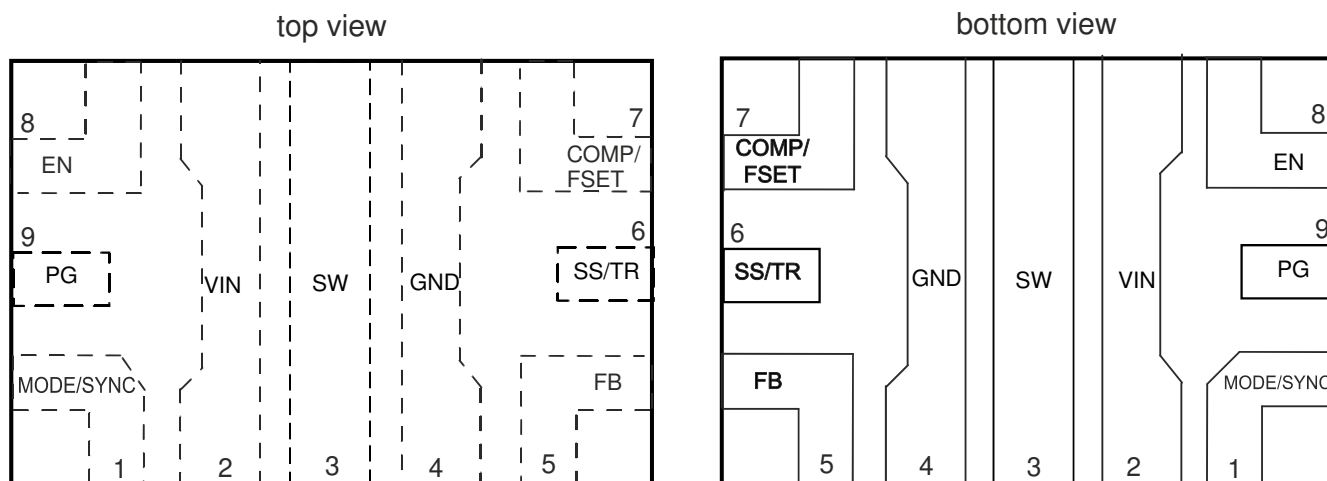 top view
8
7
EN
COMP/
FSET
9
6
PG
VIN
SW
GND
SS/TR
MODE/SYNC
FB
1
2
3
4
5
bottom view
7
8
COMP/
FSET
EN
6
9
SS/TR
GND
SW
VIN
PG
FB
MODE/SYNC
5
4
3
2
1